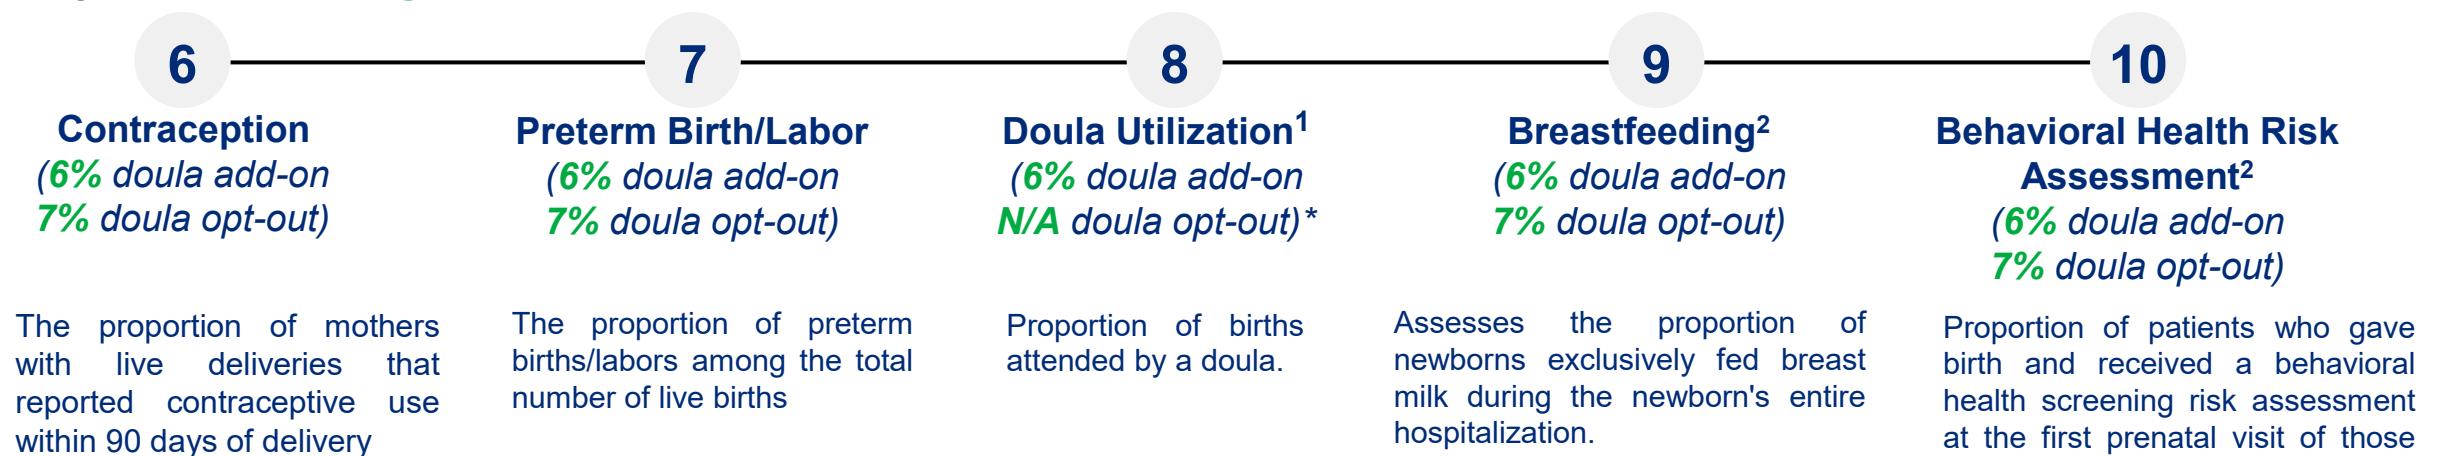 6
7
8
9
10
Contraception
(6% doula add-on
7% doula opt-out)
The proportion of mothers
with live deliveries that
reported contraceptive use
within 90 days of delivery
Preterm Birth/Labor
(6% doula add-on
7% doula opt-out)
The proportion of preterm
births/labors among the total
number of live births
Doula Utilization¹
(6% doula add-on
N/A doula opt-out)*
Proportion of births
attended by a doula.
Breastfeeding²
(6% doula add-on
7% doula opt-out)
Assesses the proportion of
newborns exclusively fed breast
milk during the newborn's entire
hospitalization.
Behavioral Health Risk
Assessment²
(6% doula add-on
7% doula opt-out)
Proportion of patients who gave
birth and received a behavioral
health screening risk assessment
at the first prenatal visit of those